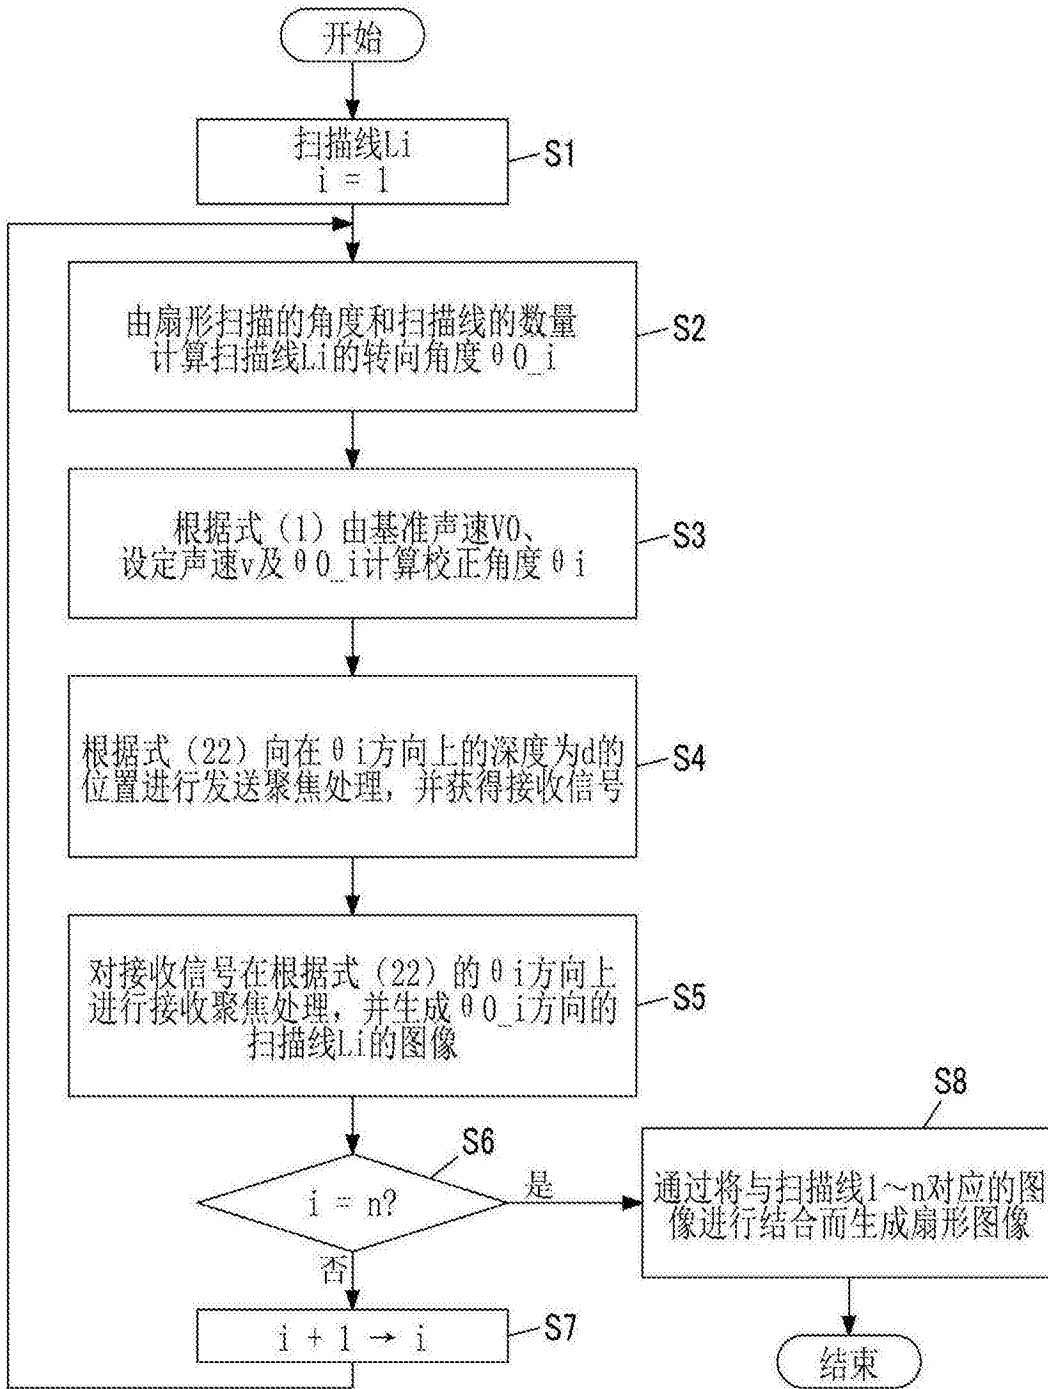 开始
扫描线Li
i = 1
S1
由扇形扫描的角度和扫描线的数量
计算扫描线Li的转向角度θ0_i
S2
根据式（1）由基准声速V0、
设定声速v及θ0_i计算校正角度θi
S3
根据式（22）向在θi方向上的深度为d的
位置进行发送聚焦处理，并获得接收信号
S4
对接收信号在根据式（22）的θi方向上
进行接收聚焦处理，并生成θ0_i方向的
扫描线Li的图像
S5
i = n?
S6
是
否
i + 1 → i
S7
S8
通过将与扫描线1～n对应的图
像进行结合而生成扇形图像
结束